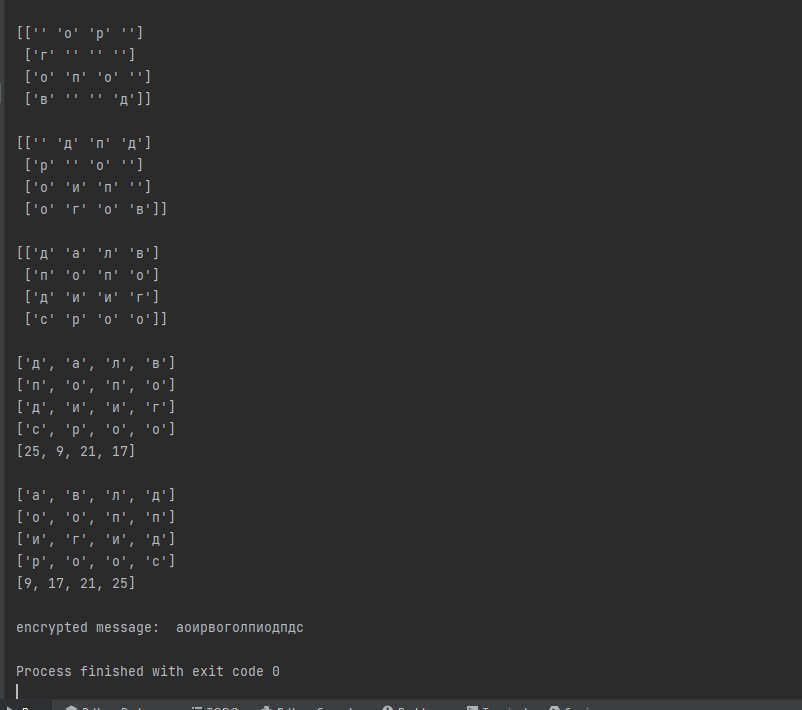 [['' 'о' 'р' '']
['г' '' '' '']
['о' 'п' 'о' '']
['в' '' '' 'д']]
[['' 'д' 'п' 'д']
['р' '' 'о' '']
['о' 'и' 'п' '']
['о' 'г' 'о' 'в']]
[['д' 'а' 'л' 'в']
['п' 'о' 'п' 'о']
['д' 'и' 'и' 'г']
['с' 'р' 'о' 'о']]
['д', 'а', 'л', 'в']
['п', 'о', 'п', 'о']
['д', 'и', 'и', 'г']
['с', 'р', 'о', 'о']
[25, 9, 21, 17]
['а', 'в', 'л', 'д']
['о', 'о', 'п', 'п']
['и', 'г', 'и', 'д']
['р', 'о', 'о', 'с']
[9, 17, 21, 25]
encrypted message:  аоирвоголпиодпдс
Process finished with exit code 0